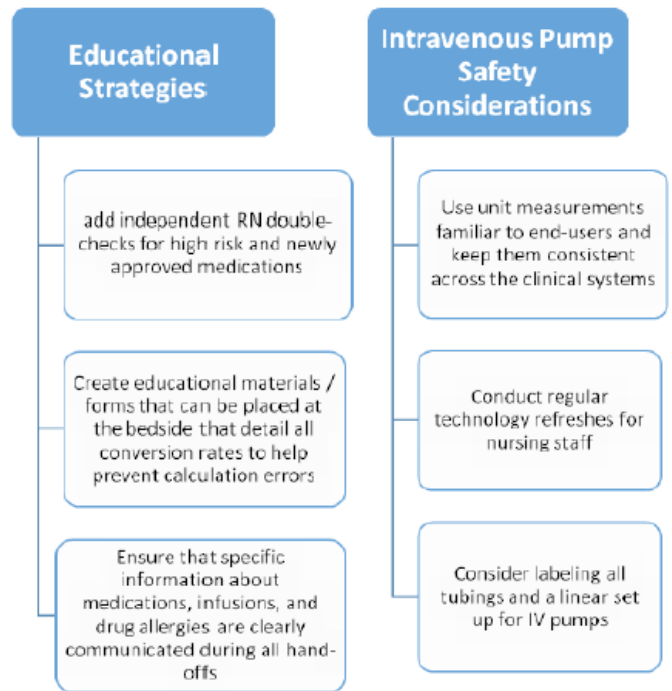 Educational
Strategies
add independent RN double-
checks for high risk and newly
approved medications
Create educational materials /
forms that can be placed at
the bedside that detail all
conversion rates to help
prevent calculation errors
Ensure that specific
information about
medications, infusions, and
drug allergies are clearly
communicated during all hand-
offs
Intravenous Pump
Safety
Considerations
Use unit measurements
familiar to end-users and
keep them consistent
across the clinical systems
Conduct regular
technology refreshes for
nursing staff
Consider labeling all
tubings and a linear set
up for IV pumps